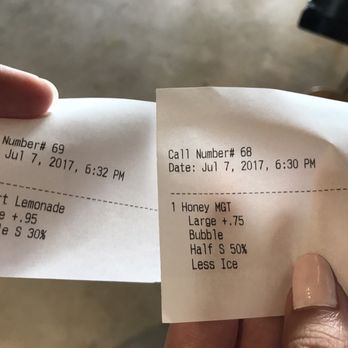 Number# 69
Jul 7, 2017, 6:32 PM
Lemonade
+.95
S 30%
Call Number# 68
Date: Jul 7, 2017, 6:30 PM
1 Honey MGT
Large +.75
Bubble
Half S 50%
Less Ice